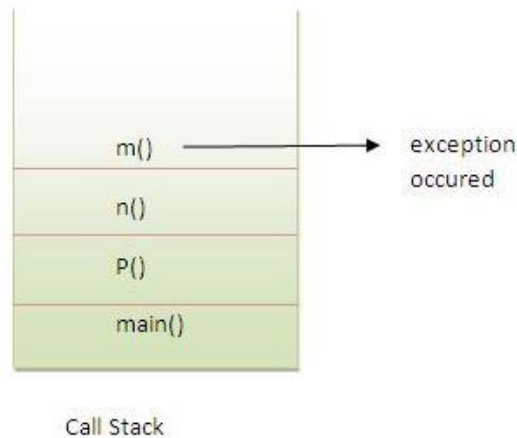 m()
exception
occured
n()
P()
main()
Call Stack